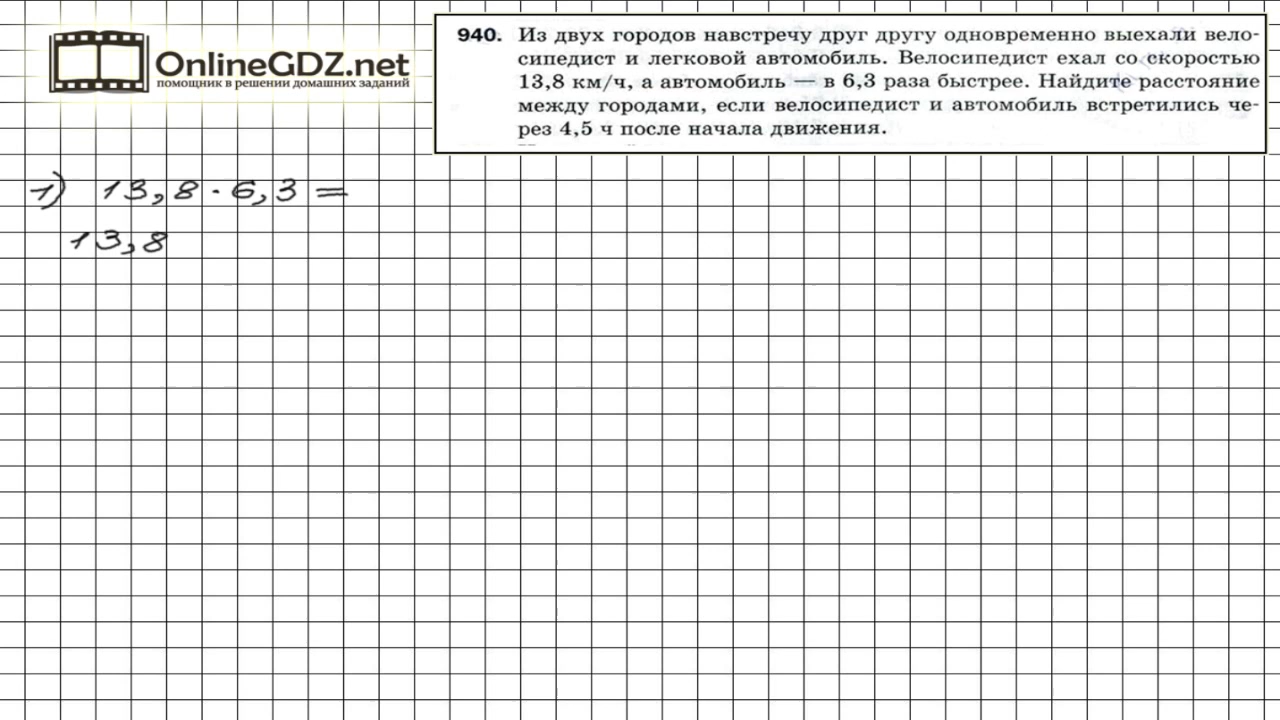 OnlineGDZ.net
помощник в решении домашних заданий
940. Из двух городов навстречу друг другу одновременно выехали вело-
сипедист и легковой автомобиль. Велосипедист ехал со скоростью
13,8 км/ч, а автомобиль — в 6,3 раза быстрее. Найдите расстояние
между городами, если велосипедист и автомобиль встретились че-
рез 4,5 ч после начала движения.
1) 13,8 · 6,3 =
13,8